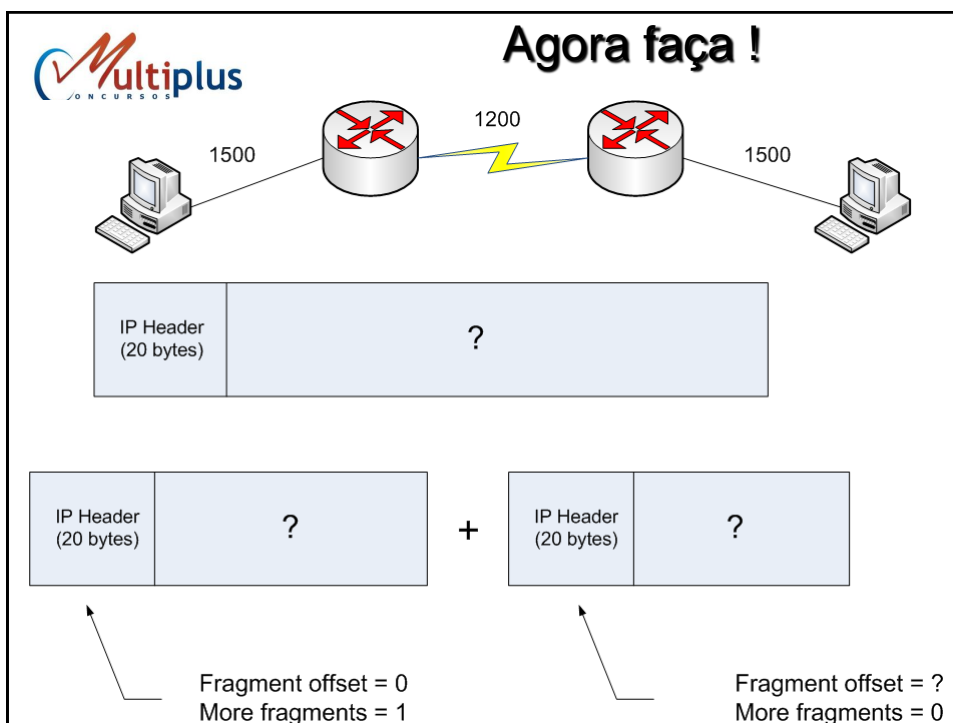 Multiplus
CONCURSOS
Agora faça !
1500
1200
1500
IP Header
(20 bytes)
?
IP Header
(20 bytes)
?
+
IP Header
(20 bytes)
?
Fragment offset = 0
More fragments = 1
Fragment offset = ?
More fragments = 0